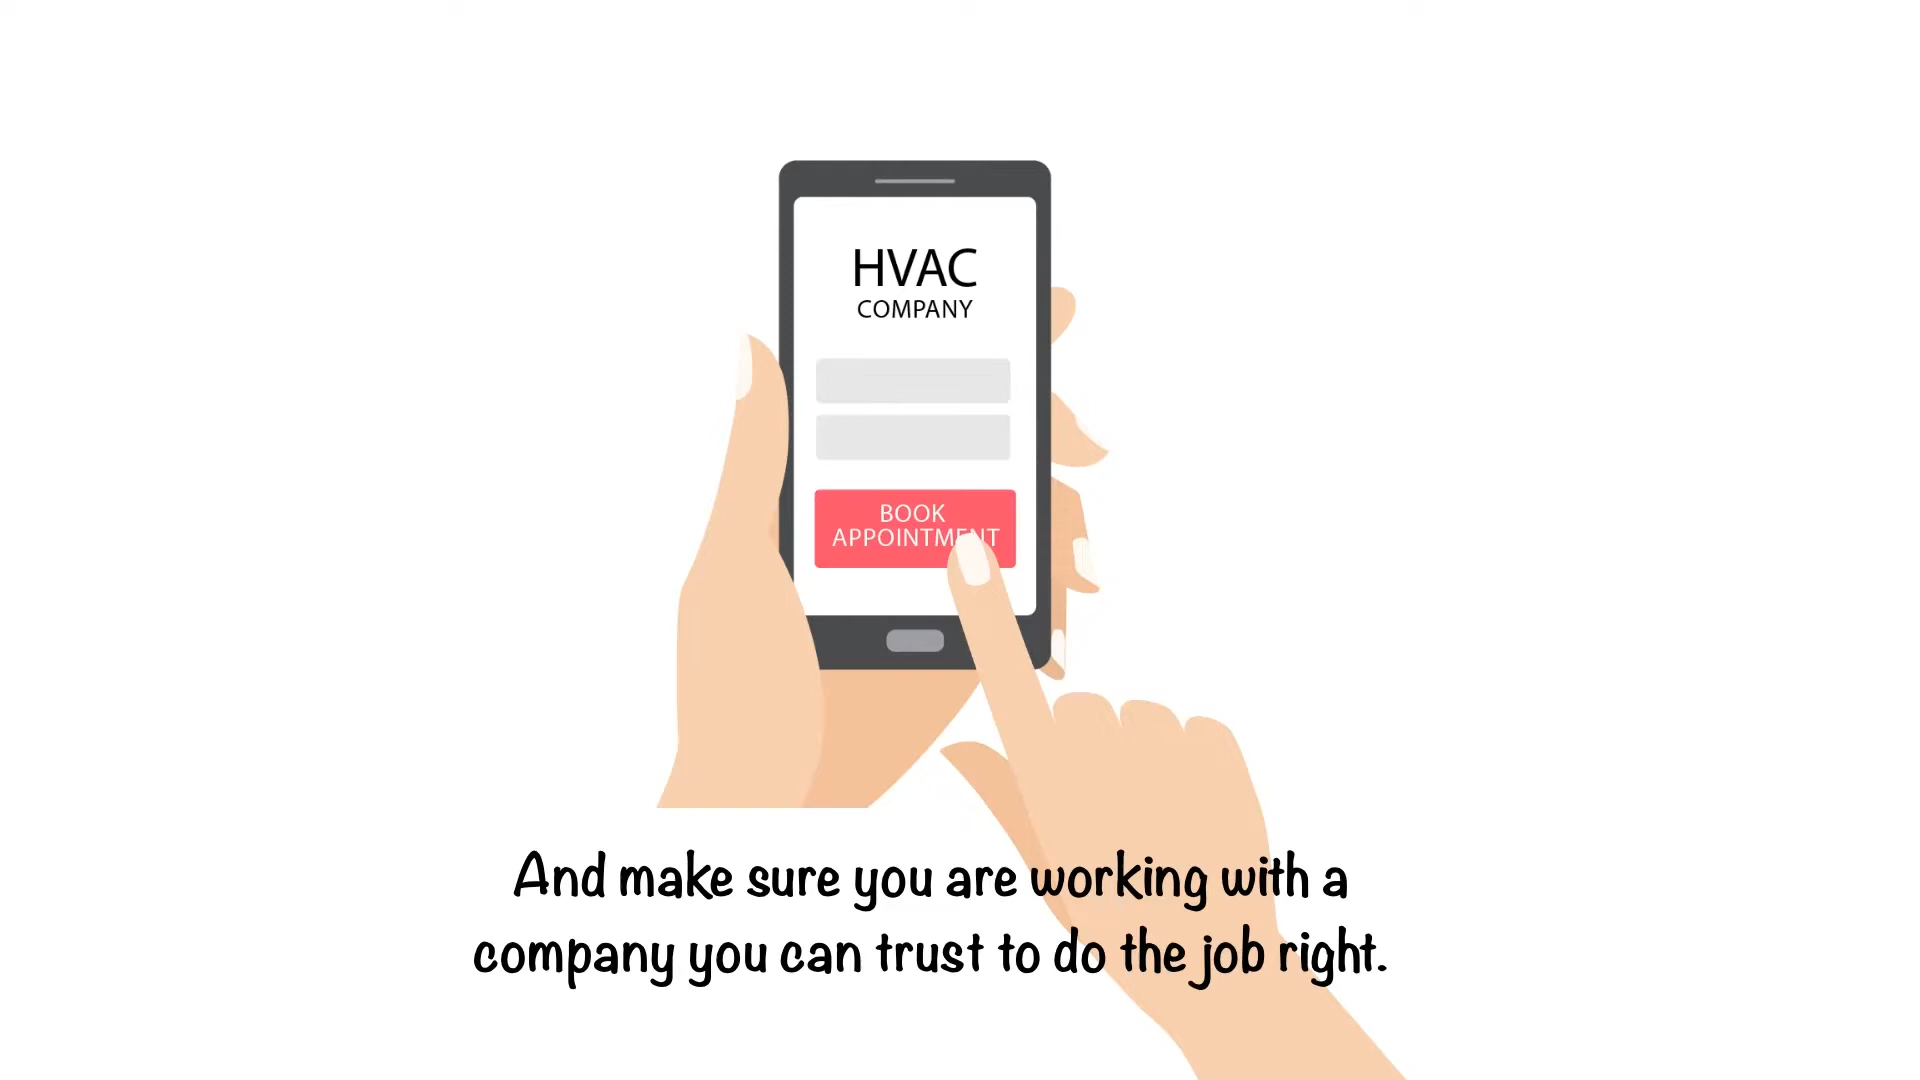 HVAC
COMPANY
BOOK
APPOINTMENT
And make sure you are working with a
company you can trust to do the job right.